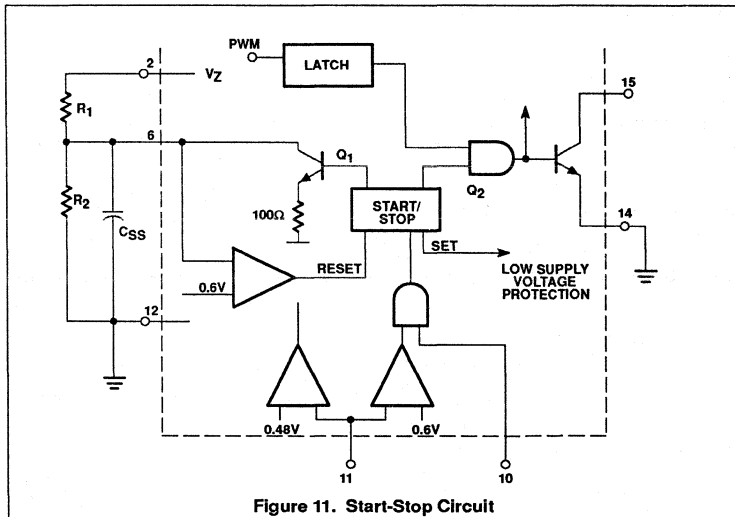 PWM
LATCH
2
VZ
15
R1
6
Q1
Q2
R2
100Ω
START/
STOP
14
CSS
SET
RESET
LOW SUPPLY
VOLTAGE
PROTECTION
0.6V
12
0.48V
0.6V
11
10
Figure 11. Start-Stop Circuit